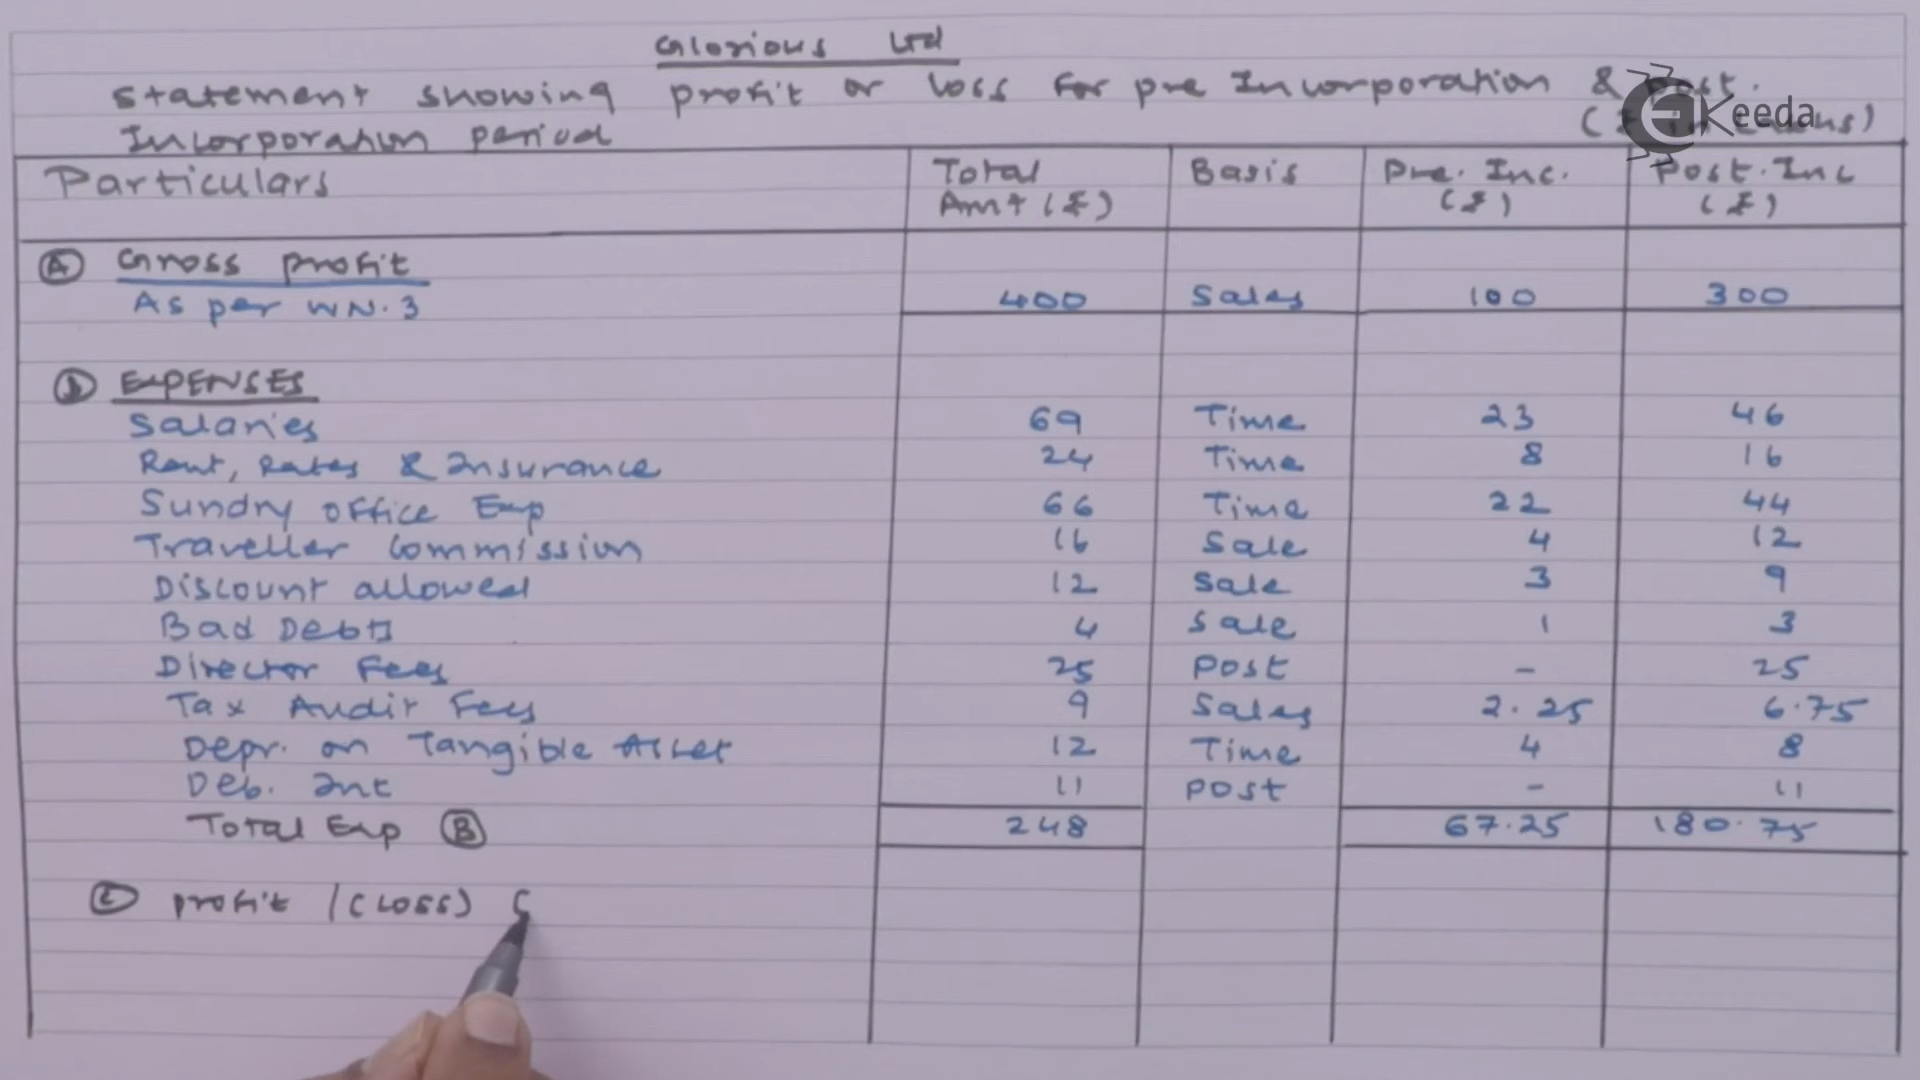 Glorious Ltd
Statement showing profit or loss for pre Incorporation & post.
Incorporation period
Keeda
Particulars Total Amt (₹) Basis Pre. Inc. (₹) Post. Inc (₹)
A Gross profit
As per WN. 3 400 Sales 100 300
EXPENSES
Salaries 69 Time 23 46
Rent, Rates & Insurance 24 Time 8 16
Sundry office Exp 66 Time 22 44
Traveller Commission 16 Sale 4 12
Discount allowed 12 Sale 3 9
Bad Debts 4 Sale 1 3
Director Fees 25 Post - 25
Tax Audit Fees 9 Sales 2.25 6.75
Depr. on Tangible Asset 12 Time 4 8
Deb. Int 11 Post - 11
Total Exp B 248 67.25 180.75
C profit / (Loss) (